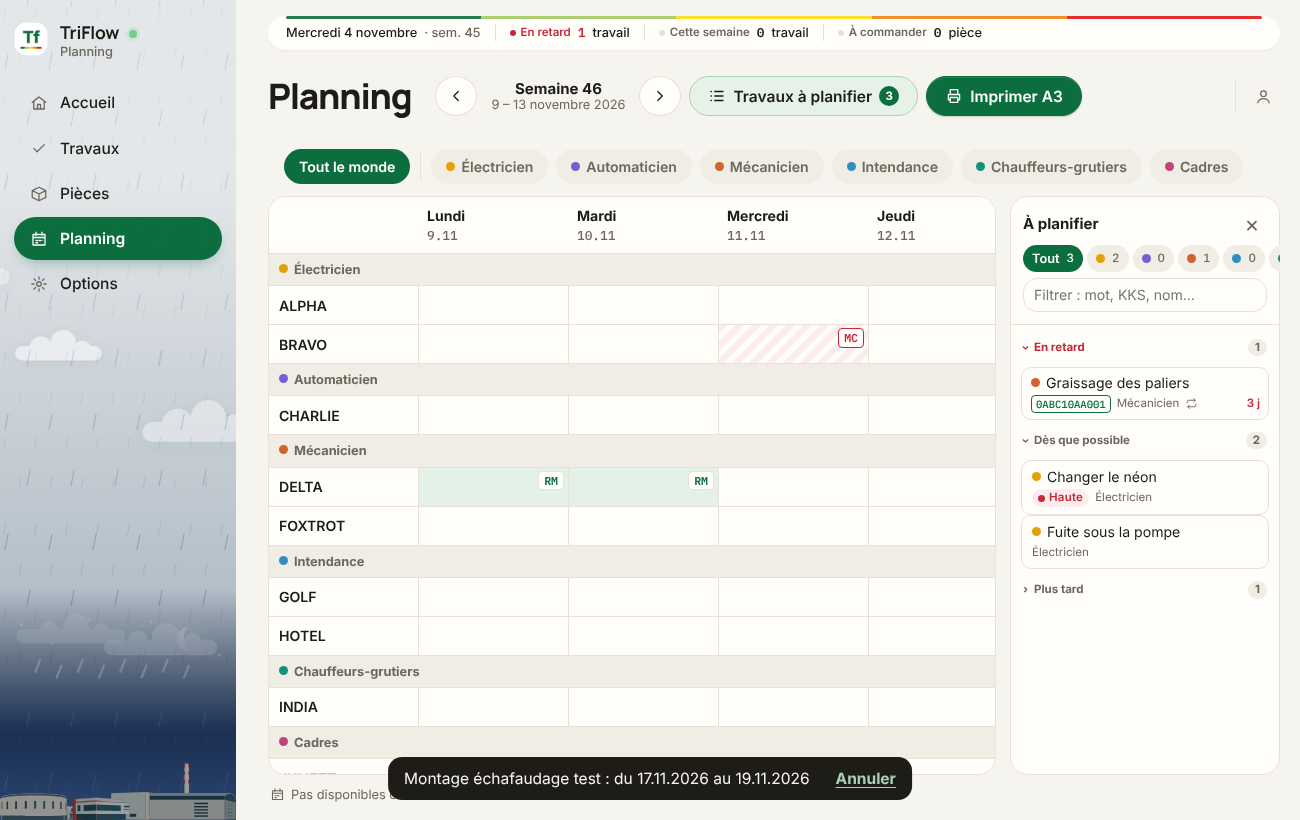 Tf
TriFlow
Planning
Accueil
Travaux
Pièces
Planning
Options
Mercredi 4 novembre · sem. 45
En retard 1 travail
Cette semaine 0 travail
À commander 0 pièce
Planning
Semaine 46
9 – 13 novembre 2026
Travaux à planifier 3
Imprimer A3
Tout le monde
Électricien
Automaticien
Mécanicien
Intendance
Chauffeurs-grutiers
Cadres
Lundi
9.11
Mardi
10.11
Mercredi
11.11
Jeudi
12.11
Électricien
ALPHA
BRAVO
MC
Automaticien
CHARLIE
Mécanicien
DELTA
RM
RM
FOXTROT
Intendance
GOLF
HOTEL
Chauffeurs-grutiers
INDIA
Cadres
Pas disponibles
À planifier
Tout 3
2
0
1
0
Filtrer : mot, KKS, nom...
En retard 1
Graissage des paliers
0ABC10AA001 Mécanicien 3 j
Dès que possible 2
Changer le néon
Haute Électricien
Fuite sous la pompe
Électricien
Plus tard 1
Montage échafaudage test : du 17.11.2026 au 19.11.2026 Annuler